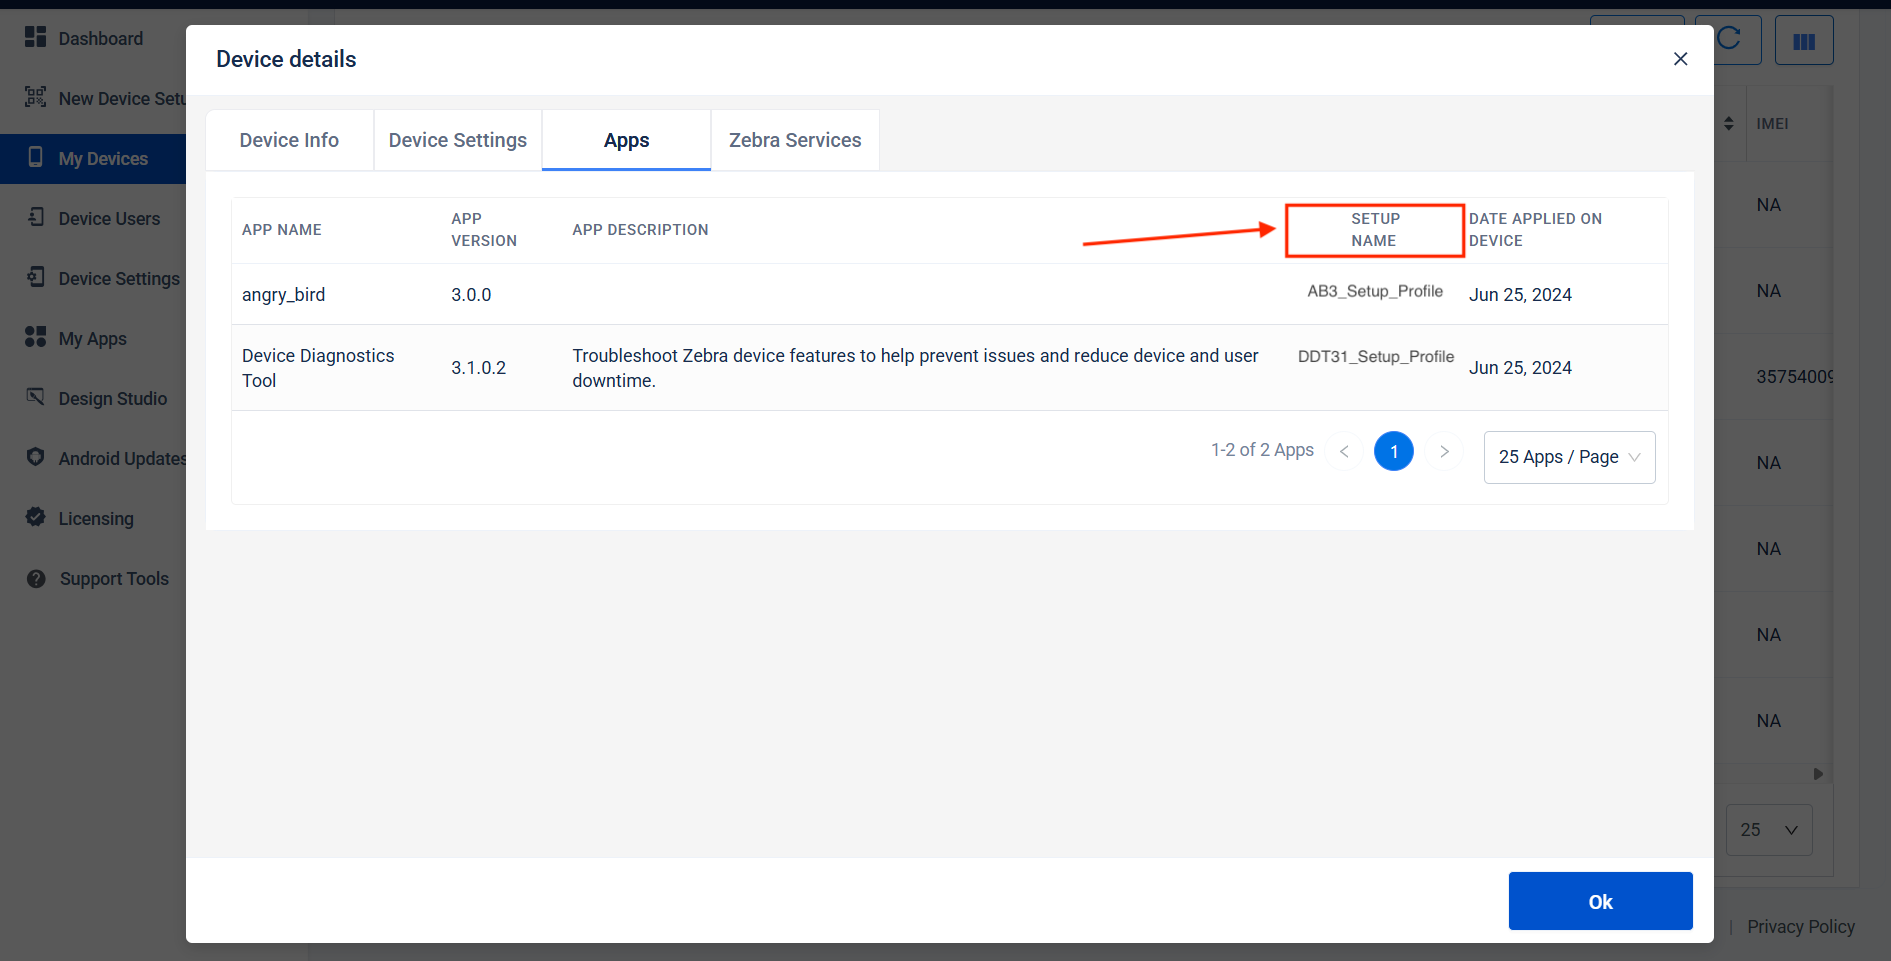 Dashboard
New Device Setu
My Devices
Device Users
Device Settings
My Apps
Design Studio
Android Updates
Licensing
Support Tools
Device details
Device Info
Device Settings
Apps
Zebra Services
APP NAME
APP
VERSION
APP DESCRIPTION
SETUP
NAME
DATE APPLIED ON
DEVICE
angry_bird
3.0.0
AB3_Setup_Profile
Jun 25, 2024
Device Diagnostics
Tool
3.1.0.2
Troubleshoot Zebra device features to help prevent issues and reduce device and user
downtime.
DDT31_Setup_Profile
Jun 25, 2024
1-2 of 2 Apps
<
1
>
25 Apps / Page
Ok
IMEI
NA
NA
35754009
NA
NA
NA
NA
25
| Privacy Policy